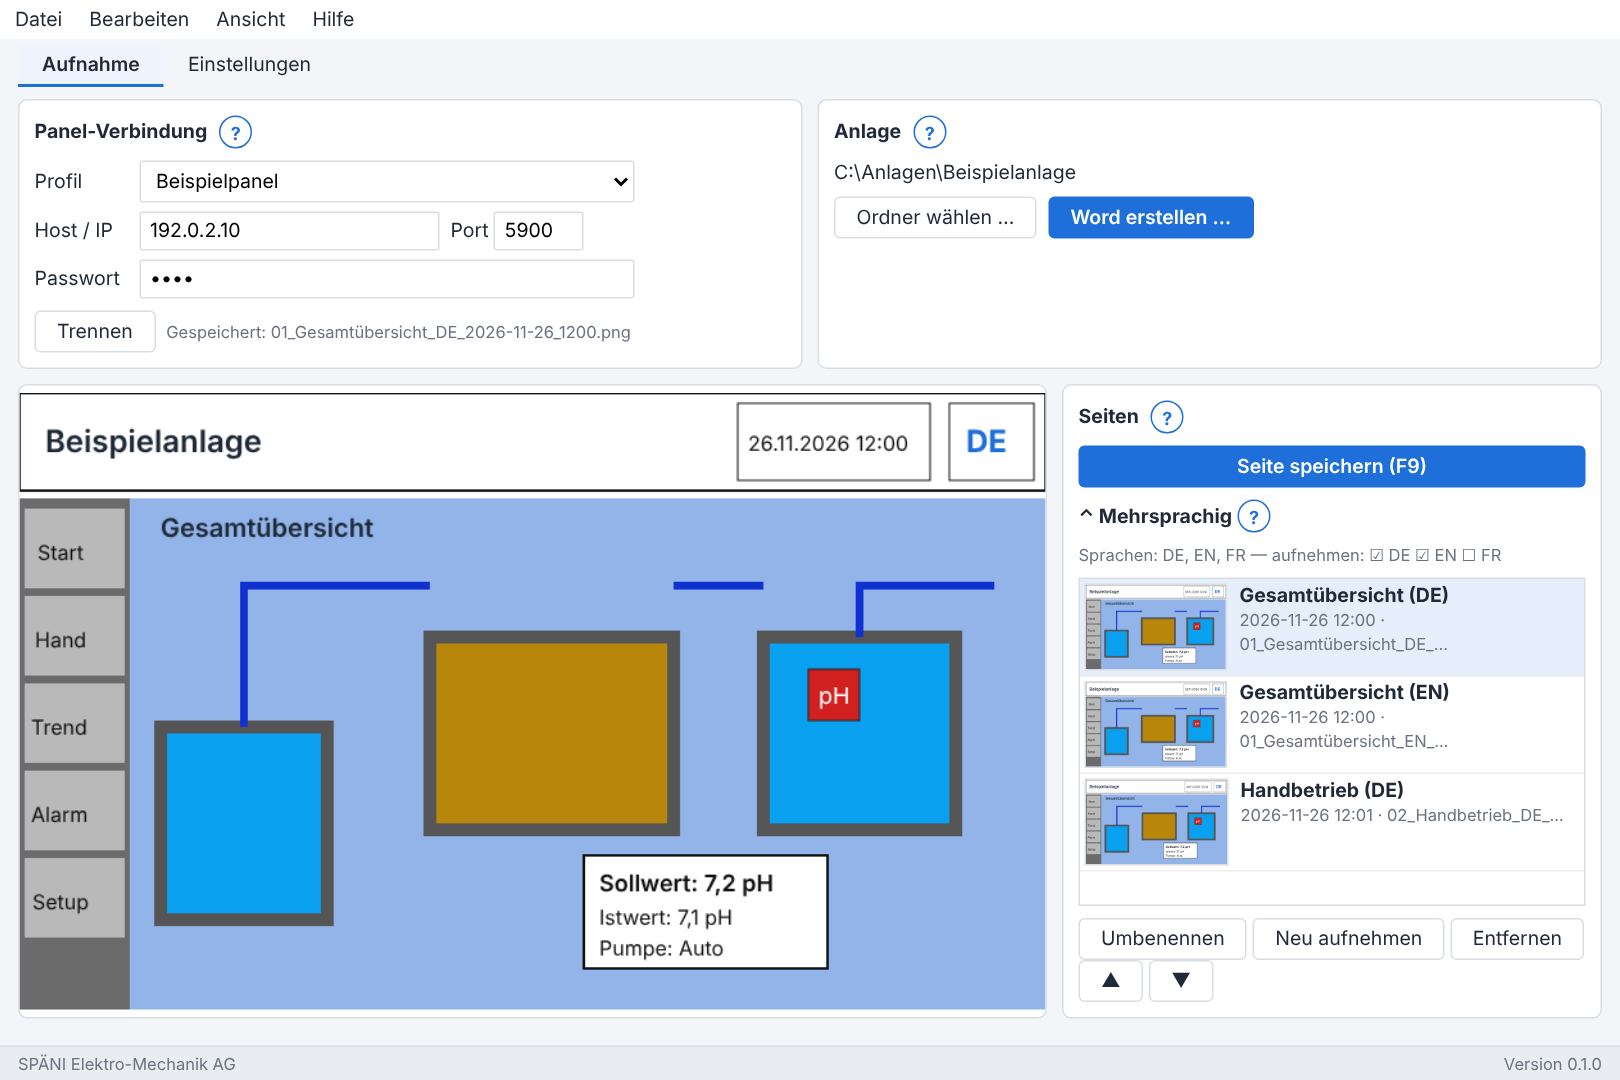 Datei Bearbeiten Ansicht Hilfe
Aufnahme Einstellungen
Panel-Verbindung ?
Profil Beispielpanel
Host / IP 192.0.2.10 Port 5900
Passwort ••••
Trennen Gespeichert: 01_Gesamtübersicht_DE_2026-11-26_1200.png
Anlage ?
C:\Anlagen\Beispielanlage
Ordner wählen ... Word erstellen ...
Beispielanlage 26.11.2026 12:00 DE
Gesamtübersicht
Start
Hand
Trend
Alarm
Setup
pH
Sollwert: 7,2 pH
Istwert: 7,1 pH
Pumpe: Auto
Seiten ?
Seite speichern (F9)
^ Mehrsprachig ?
Sprachen: DE, EN, FR — aufnehmen: ☑ DE ☑ EN ☐ FR
Gesamtübersicht (DE)
2026-11-26 12:00 ·
01_Gesamtübersicht_DE_...
Gesamtübersicht (EN)
2026-11-26 12:00 ·
01_Gesamtübersicht_EN_...
Handbetrieb (DE)
2026-11-26 12:01 · 02_Handbetrieb_DE_...
Umbenennen Neu aufnehmen Entfernen
▲ ▼
SPÄNI Elektro-Mechanik AG Version 0.1.0